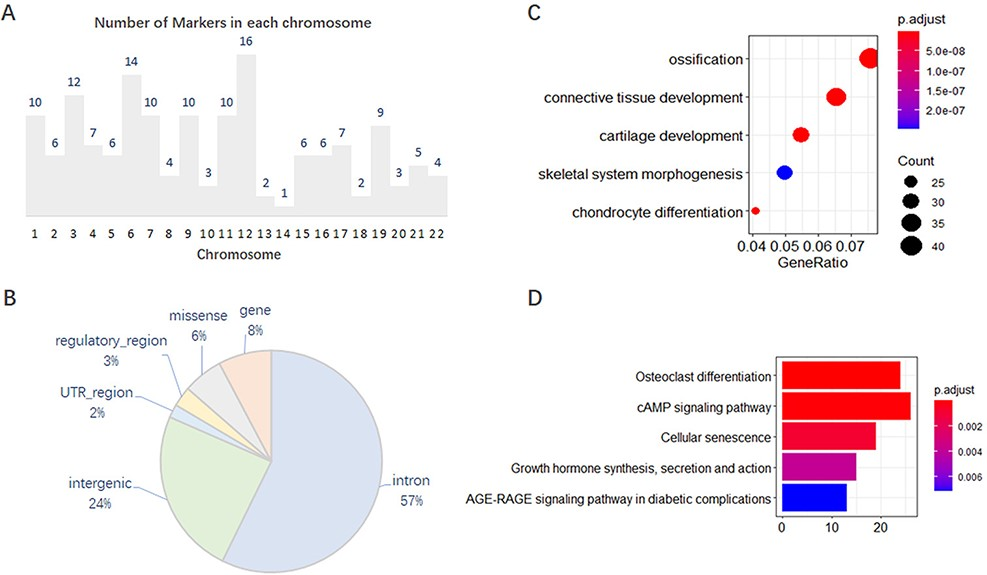 A
Number of Markers in each chromosome
10 6 12 7 6 14 10 4 10 3 10 16 2 1 6 6 7 2 9 3 5 4
1 2 3 4 5 6 7 8 9 10 11 12 13 14 15 16 17 18 19 20 21 22
Chromosome
B
gene
8%
missense
6%
regulatory_region
3%
UTR_region
2%
intergenic
24%
intron
57%
C
ossification
connective tissue development
cartilage development
skeletal system morphogenesis
chondrocyte differentiation
0.04 0.05 0.06 0.07
GeneRatio
p.adjust
5.0e-08
1.0e-07
1.5e-07
2.0e-07
Count
25
30
35
40
D
Osteoclast differentiation
cAMP signaling pathway
Cellular senescence
Growth hormone synthesis, secretion and action
AGE-RAGE signaling pathway in diabetic complications
0 10 20
p.adjust
0.002
0.004
0.006